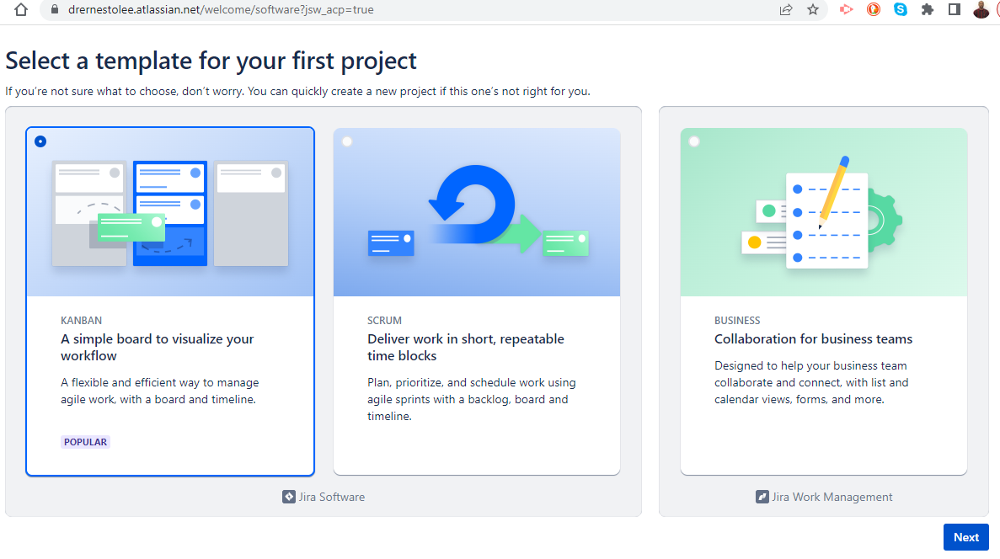 drernestolee.atlassian.net/welcome/software?jsw_acp=true
Select a template for your first project
If you're not sure what to choose, don't worry. You can quickly create a new project if this one's not right for you.
KANBAN
A simple board to visualize your
workflow
A flexible and efficient way to manage
agile work, with a board and timeline.
POPULAR
SCRUM
Deliver work in short, repeatable
time blocks
Plan, prioritize, and schedule work using
agile sprints with a backlog, board and
timeline.
Jira Software
BUSINESS
Collaboration for business teams
Designed to help your business team
collaborate and connect, with list and
calendar views, forms, and more.
Jira Work Management
Next